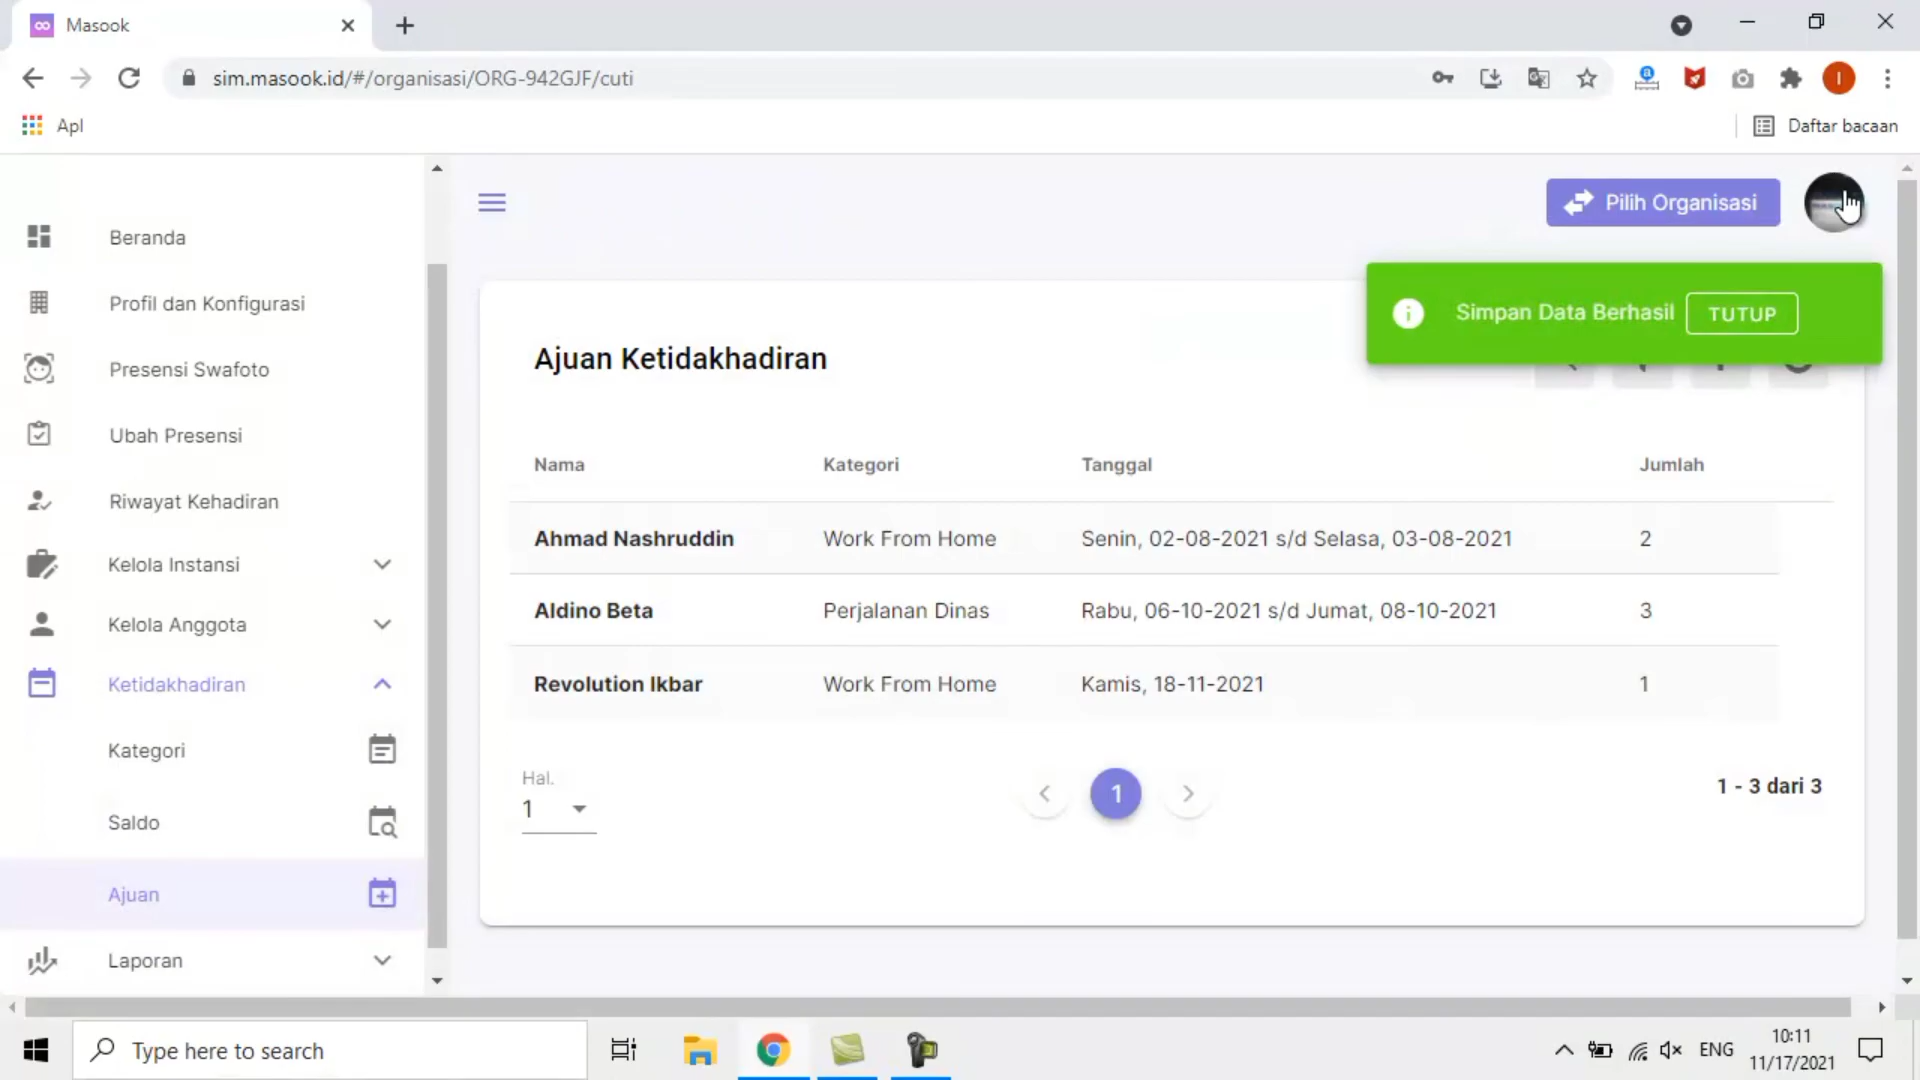 Masook
sim.masook.id/#/organisasi/ORG-942GJF/cuti
Apl
Daftar bacaan
Pilih Organisasi
Beranda
Profil dan Konfigurasi
Presensi Swafoto
Ubah Presensi
Riwayat Kehadiran
Kelola Instansi
Kelola Anggota
Ketidakhadiran
Kategori
Saldo
Ajuan
Laporan
Simpan Data Berhasil TUTUP
Ajuan Ketidakhadiran
Nama Kategori Tanggal Jumlah
Ahmad Nashruddin Work From Home Senin, 02-08-2021 s/d Selasa, 03-08-2021 2
Aldino Beta Perjalanan Dinas Rabu, 06-10-2021 s/d Jumat, 08-10-2021 3
Revolution Ikbar Work From Home Kamis, 18-11-2021 1
Hal.
1
1
1 - 3 dari 3
Type here to search
ENG
10:11
11/17/2021